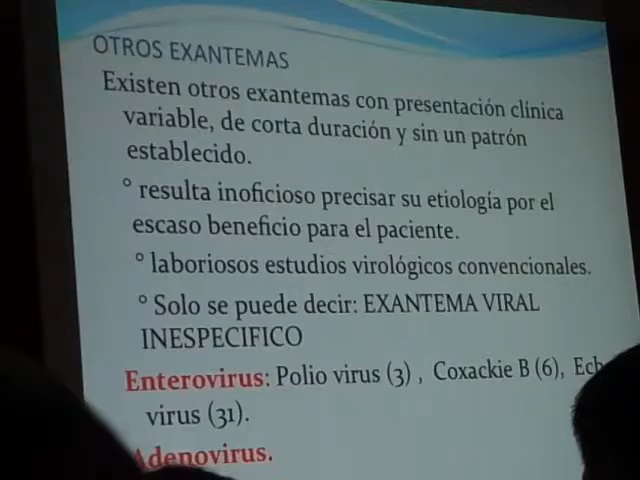 OTROS EXANTEMAS
Existen otros exantemas con presentación clínica
variable, de corta duración y sin un patrón
establecido.
° resulta inoficioso precisar su etiología por el
escaso beneficio para el paciente.
° laboriosos estudios virológicos convencionales.
° Solo se puede decir: EXANTEMA VIRAL
INESPECIFICO
Enterovirus: Polio virus (3) , Coxackie B (6),
virus (31).
Adenovirus.